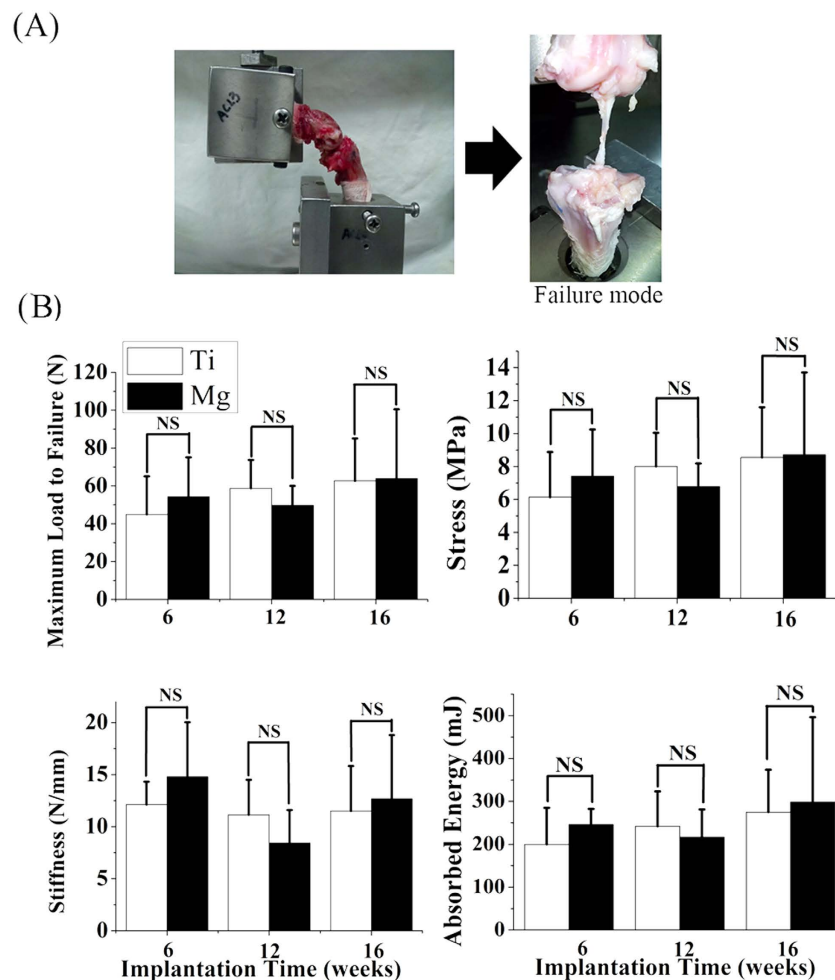 (A)
ACLB
Failure mode
(B)
Ti
Mg
Maximum Load to Failure (N)
120
100
80
60
40
20
0
NS
NS
NS
6
12
16
Stress (MPa)
14
12
10
8
6
4
2
0
NS
NS
NS
6
12
16
Stiffness (N/mm)
20
15
10
5
0
NS
NS
NS
6
12
16
Implantation Time (weeks)
Absorbed Energy (mJ)
500
400
300
200
100
0
NS
NS
NS
6
12
16
Implantation Time (weeks)